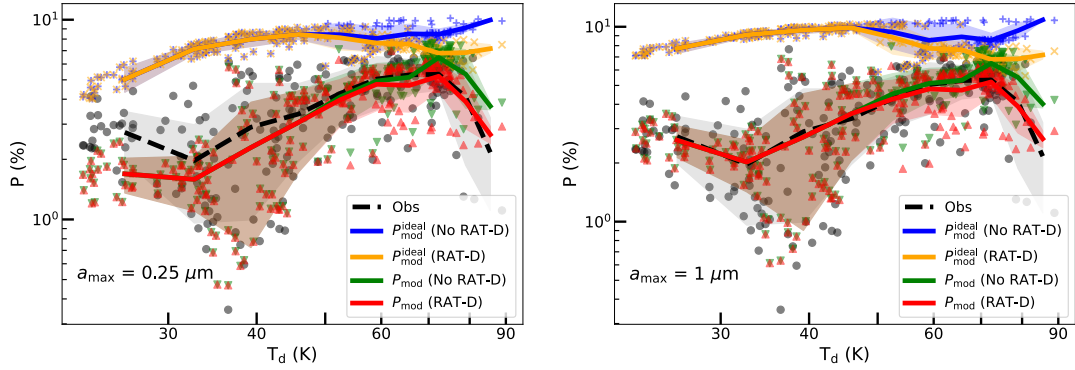 10¹
10⁰
P (%)
Obs
P_mod^ideal (No RAT-D)
P_mod^ideal (RAT-D)
P_mod (No RAT-D)
P_mod (RAT-D)
a_max = 0.25 μm
30 40 60 90
T_d (K)
10¹
10⁰
P (%)
Obs
P_mod^ideal (No RAT-D)
P_mod^ideal (RAT-D)
P_mod (No RAT-D)
P_mod (RAT-D)
a_max = 1 μm
30 40 60 90
T_d (K)